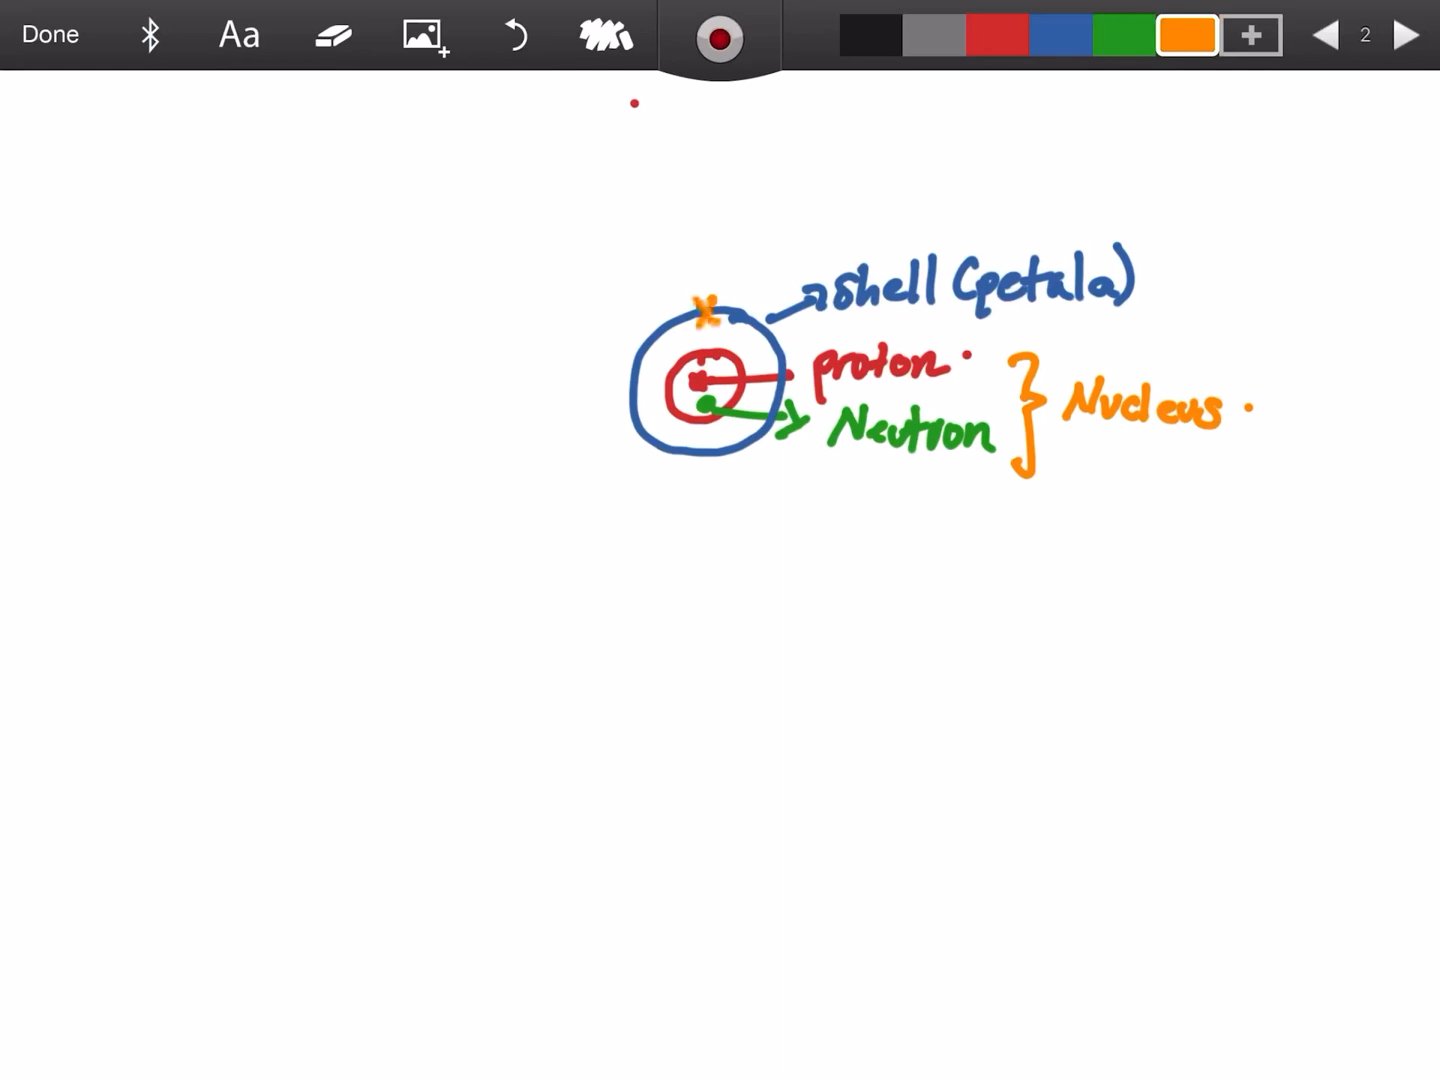 Done Aa 2
shell (petala)
proton
Neutron
Nucleus